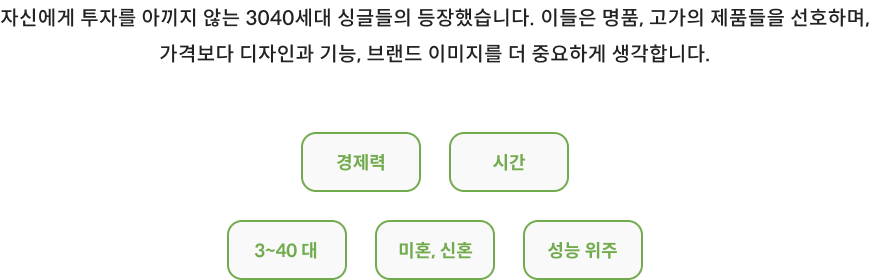 자신에게 투자를 아끼지 않는 3040세대 싱글들의 등장했습니다. 이들은 명품, 고가의 제품들을 선호하며,
가격보다 디자인과 기능, 브랜드 이미지를 더 중요하게 생각합니다.
경제력
시간
3~40 대
미혼, 신혼
성능 위주